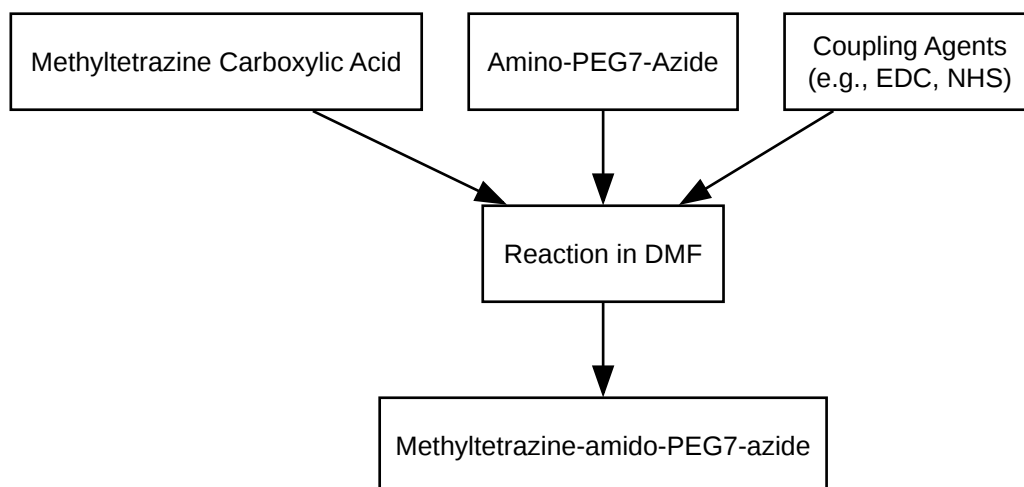 Methyltetrazine Carboxylic Acid
Amino-PEG7-Azide
Coupling Agents
(e.g., EDC, NHS)
Reaction in DMF
Methyltetrazine-amido-PEG7-azide